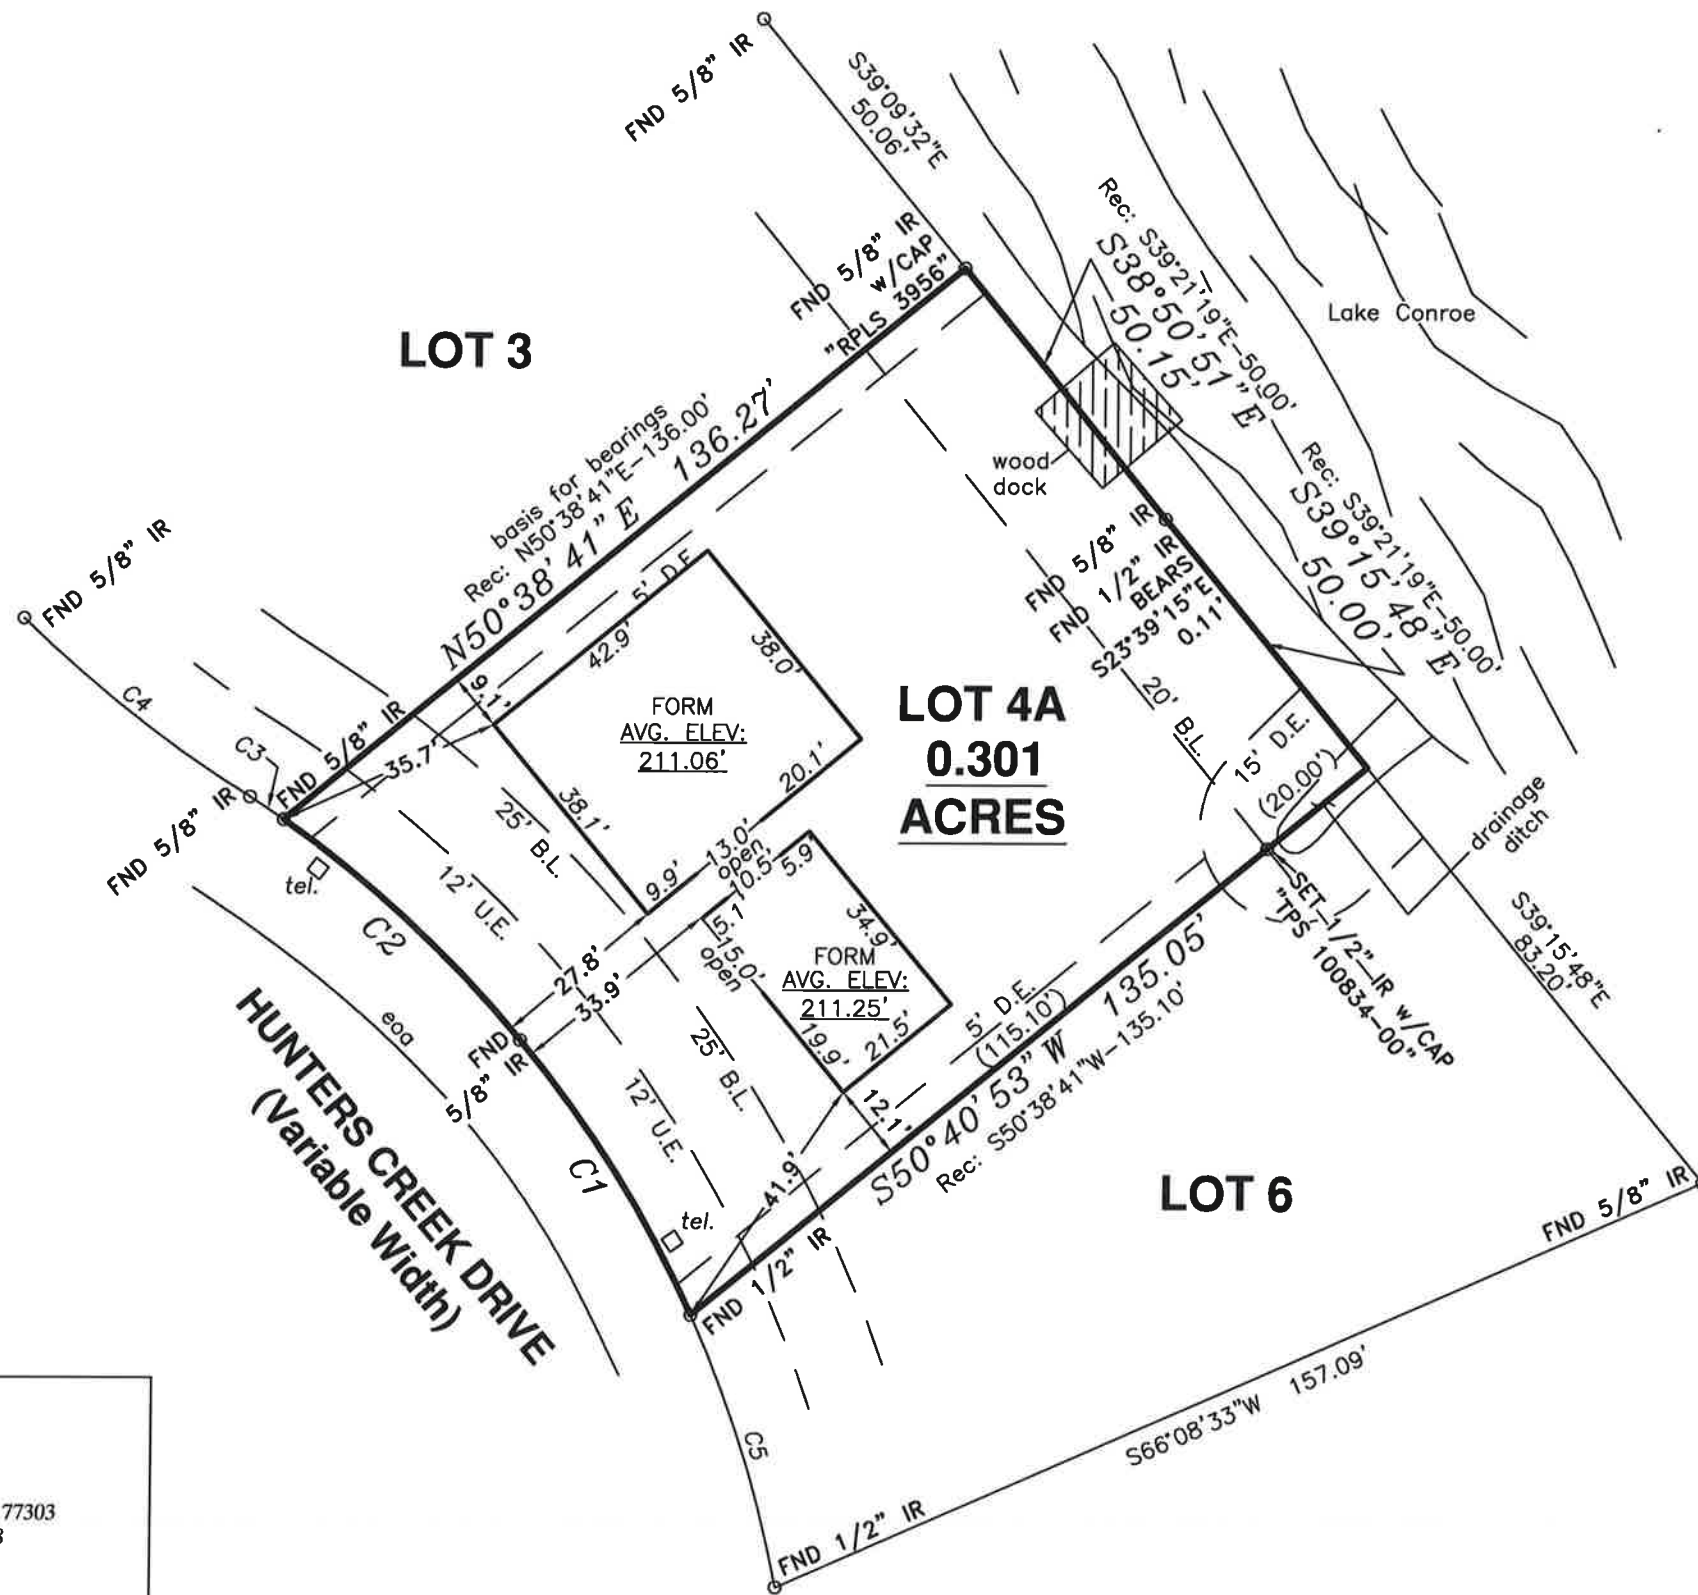 FND 5/8" IR
S39°09'32"E
50.06'
FND 5/8" IR
w/CAP
"RPLS 3956"
Rec: S39°21'19"E-50.00'
S38°50'51"E
50.15'
Lake Conroe
LOT 3
basis for bearings
Rec: N50°38'41"E-136.00'
N50°38'41"E 136.27'
wood
dock
Rec: S39°21'19"E-50.00'
S39°15'48"E
50.00'
FND 5/8" IR
FND 1/2" IR
BEARS
S23°39'15"E
0.11'
FND 5/8" IR
5' D.E.
42.9'
38.0'
9.1'
FORM
AVG. ELEV:
211.06'
LOT 4A
0.301
ACRES
20' B.L.
15' D.E.
(20.00')
C4
C3
FND 5/8" IR
35.7'
20.1'
38.1'
25' B.L.
drainage
ditch
FND 5/8" IR
tel.
12' U.E.
9.9'
13.0'
open
10.5'
5.9'
5.1'
15.0'
open
34.9'
FORM
AVG. ELEV:
211.25'
SET 1/2" IR w/CAP
"TPS 100834-00"
S39°15'48"E
83.20'
C2
27.8'
33.9'
eoa
HUNTERS CREEK DRIVE
(Variable Width)
FND
5/8" IR
25' B.L.
19.9'
21.5'
5' D.E.
(115.10')
S50°40'53"W 135.05'
Rec: S50°38'41"W-135.10'
12' U.E.
12.1'
C1
41.9'
tel.
LOT 6
FND 5/8" IR
FND 1/2" IR
C5
S66°08'33"W 157.09'
FND 1/2" IR
77303